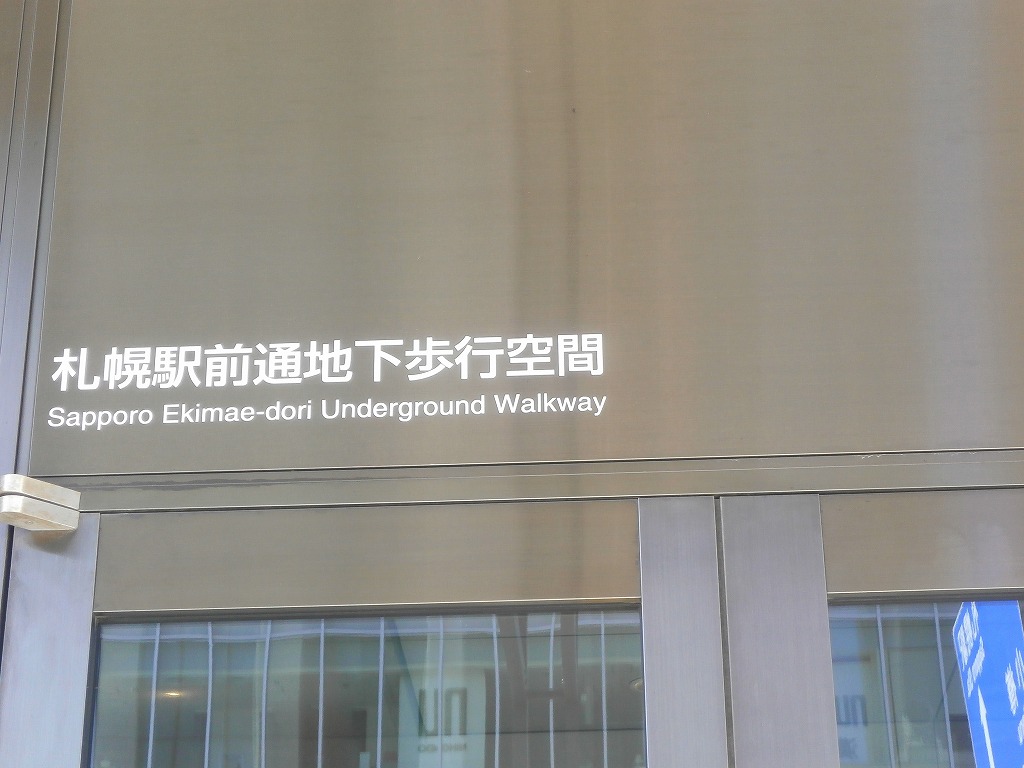 札幌駅前通地下歩行空間
Sapporo Ekimae-dori Underground Walkway